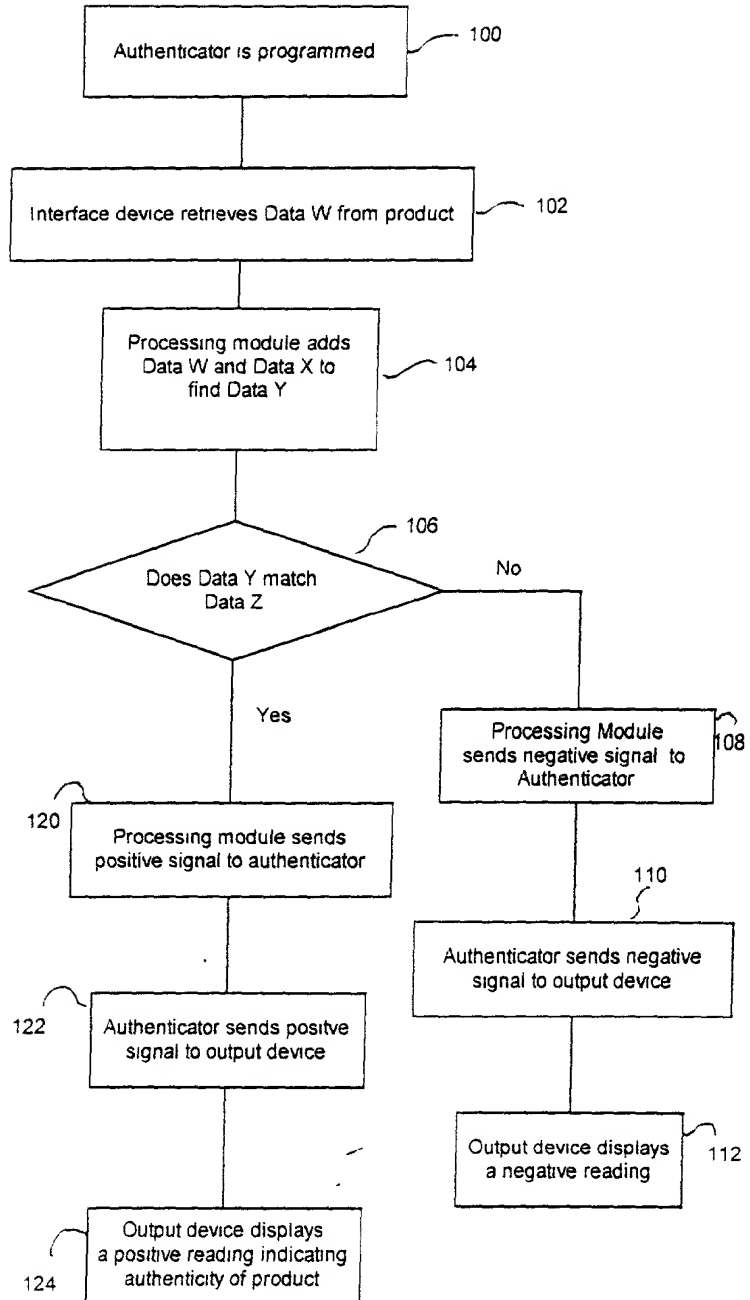 Authenticator is programmed
100
Interface device retrieves Data W from product
102
Processing module adds
Data W and Data X to
find Data Y
104
106
Does Data Y match
Data Z
No
Yes
Processing Module
sends negative signal to
Authenticator
108
120
Processing module sends
positive signal to authenticator
110
Authenticator sends negative
signal to output device
122
Authenticator sends positve
signal to output device
Output device displays
a negative reading
112
Output device displays
a positive reading indicating
authenticity of product
124